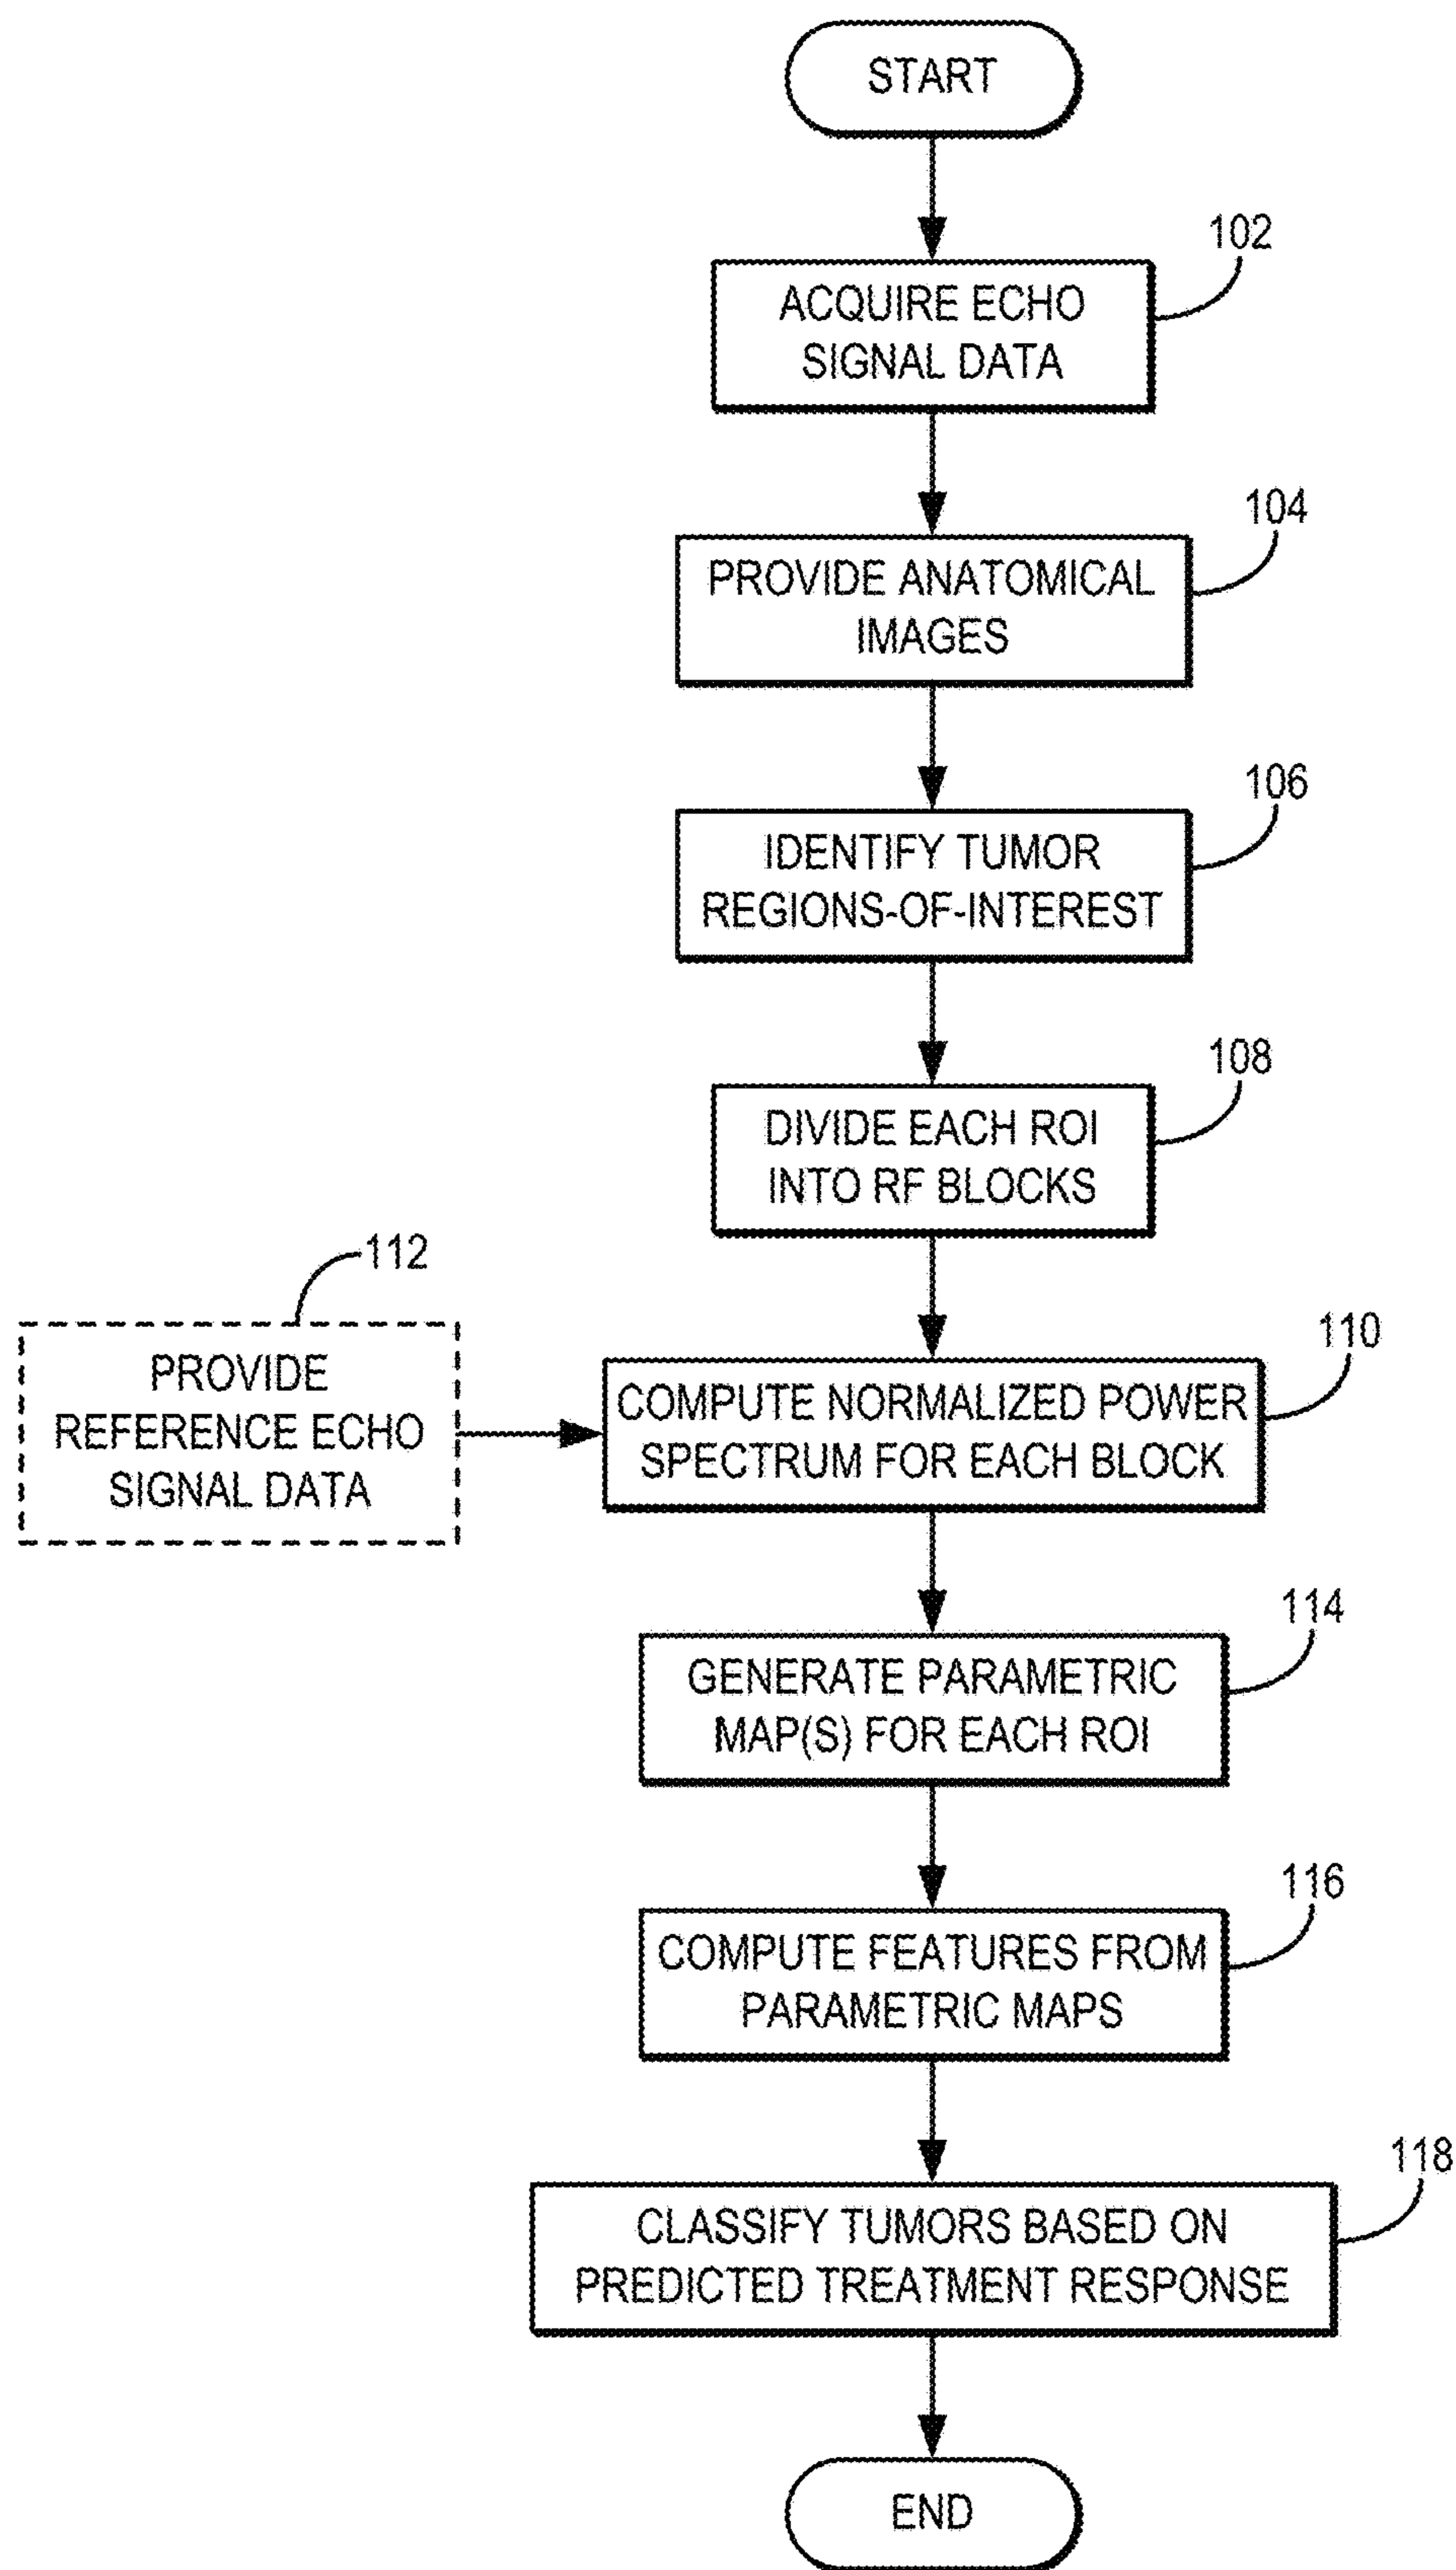 START
102
ACQUIRE ECHO
SIGNAL DATA
104
PROVIDE ANATOMICAL
IMAGES
106
IDENTIFY TUMOR
REGIONS-OF-INTEREST
108
DIVIDE EACH ROI
INTO RF BLOCKS
112
PROVIDE
REFERENCE ECHO
SIGNAL DATA
110
COMPUTE NORMALIZED POWER
SPECTRUM FOR EACH BLOCK
114
GENERATE PARAMETRIC
MAP(S) FOR EACH ROI
116
COMPUTE FEATURES FROM
PARAMETRIC MAPS
118
CLASSIFY TUMORS BASED ON
PREDICTED TREATMENT RESPONSE
END